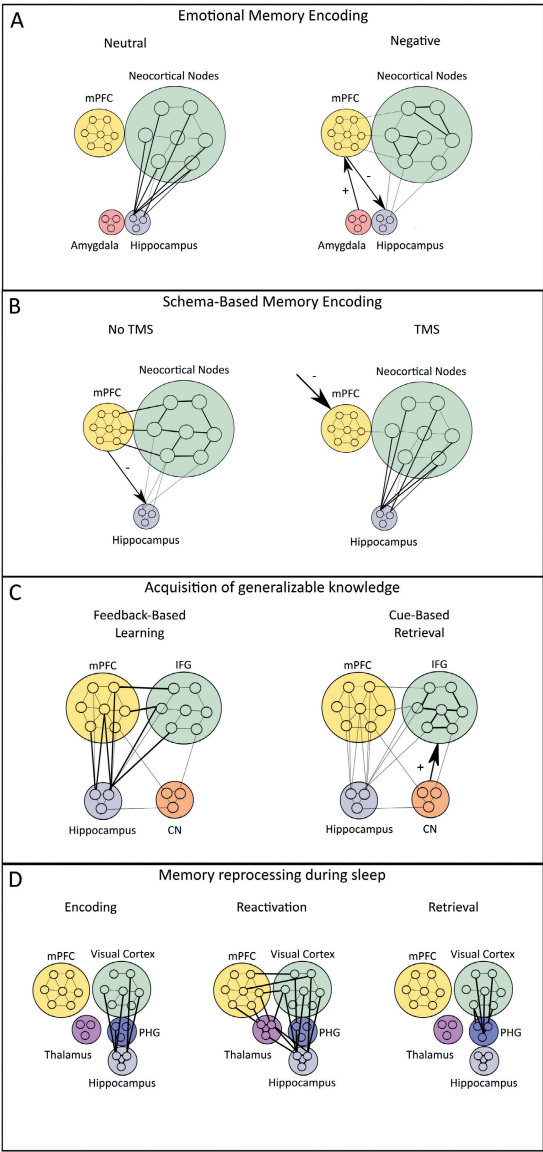 A
Emotional Memory Encoding
Neutral
Negative
Neocortical Nodes
mPFC
Amygdala
Hippocampus
Neocortical Nodes
mPFC
-
+
Amygdala
Hippocampus
B
Schema-Based Memory Encoding
No TMS
TMS
Neocortical Nodes
mPFC
-
Hippocampus
Neocortical Nodes
-
mPFC
Hippocampus
C
Acquisition of generalizable knowledge
Feedback-Based
Learning
mPFC
IFG
Hippocampus
CN
Cue-Based
Retrieval
mPFC
IFG
+
Hippocampus
CN
D
Memory reprocessing during sleep
Encoding
mPFC
Visual Cortex
PHG
Thalamus
Hippocampus
Reactivation
mPFC
Visual Cortex
PHG
Thalamus
Hippocampus
Retrieval
mPFC
Visual Cortex
PHG
Thalamus
Hippocampus